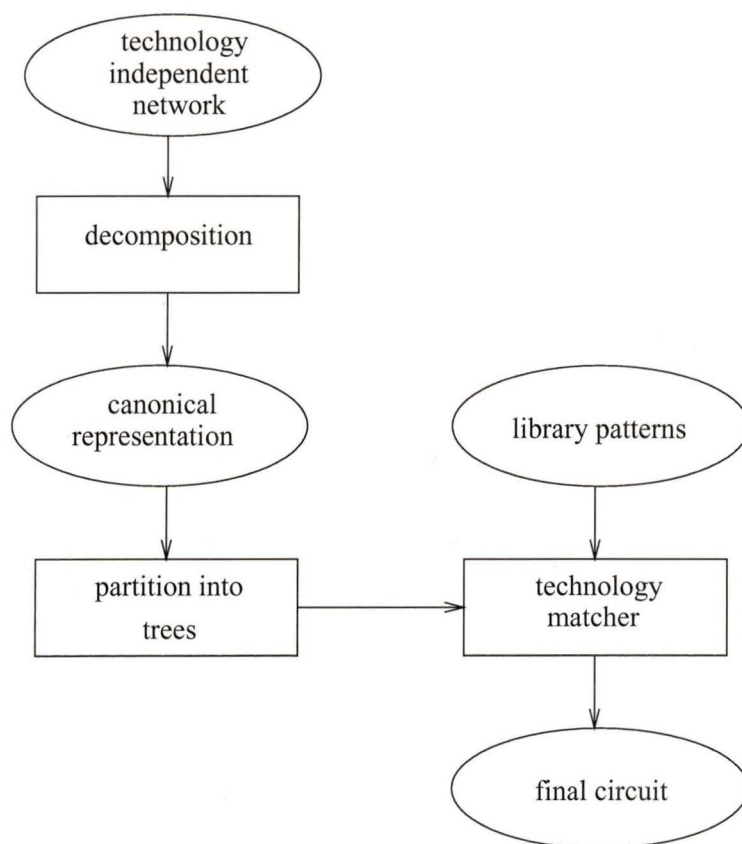 technology
independent
network
decomposition
canonical
representation
library patterns
partition into
trees
technology
matcher
final circuit